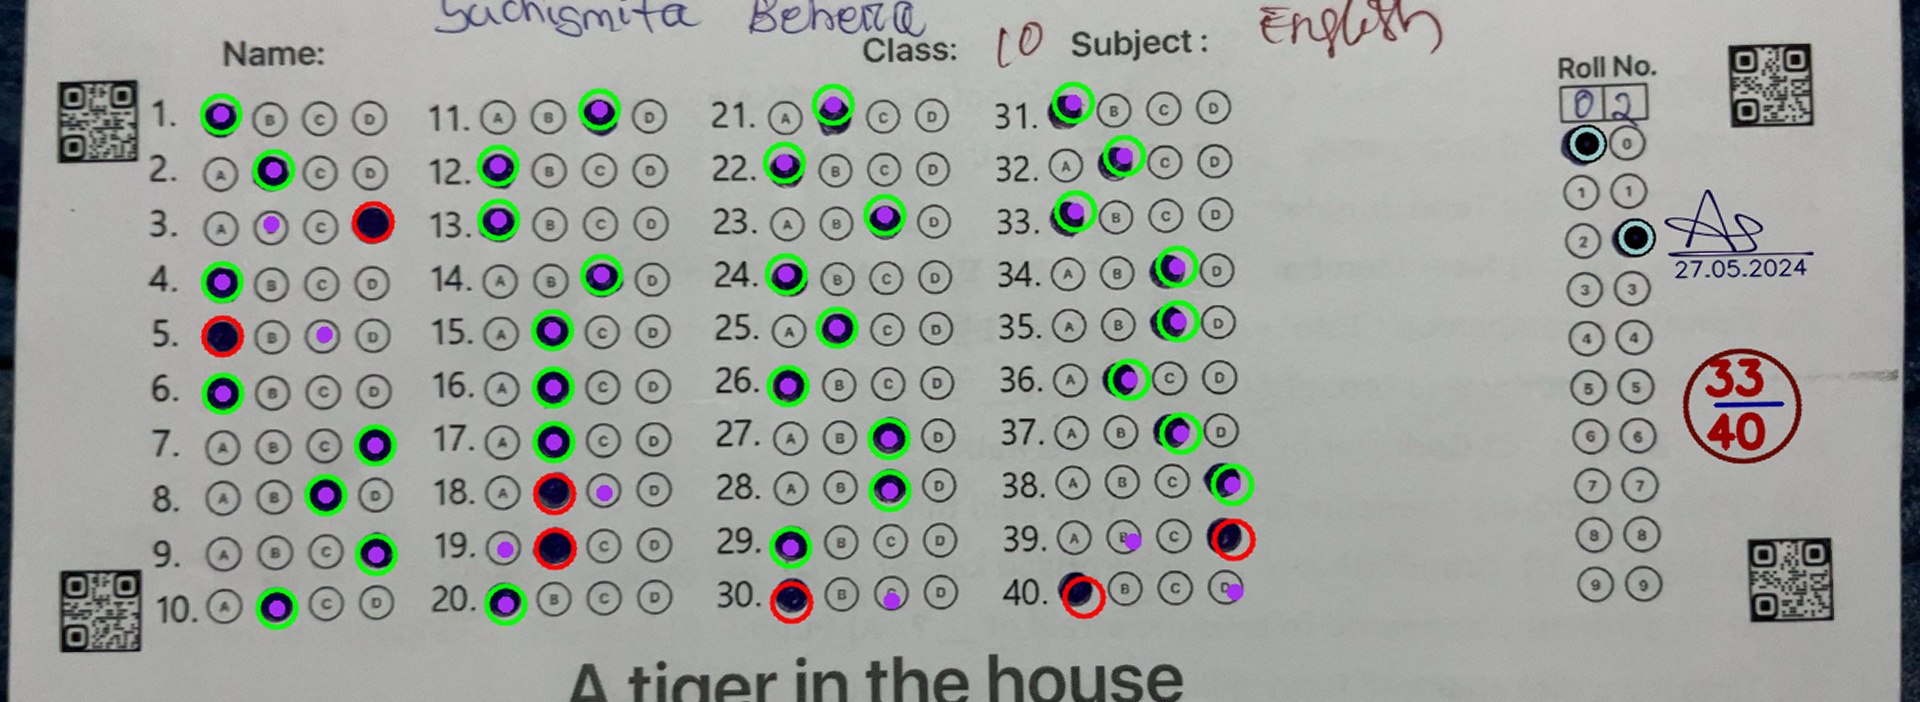 Suchismita Behera
Name: Class: 10 Subject : English
1. B C D 11. A B D 21. A C D 31. B C D
2. A C D 12. B C D 22. B C D 32. A C D
3. A C 13. B C D 23. A B D 33. B C D
4. B C D 14. A B D 24. B C D 34. A B D
5. B D 15. A C D 25. A C D 35. A B D
6. B C D 16. A C D 26. B C D 36. A C D
7. A B C 17. A C D 27. A B D 37. A B D
8. A B D 18. A D 28. A B D 38. A B C
9. A B C 19. C D 29. B C D 39. A B C
10. A C D 20. B C D 30. B D 40. B C D
Roll No.
0 2
0
1 1
2
3 3
4 4
5 5
6 6
7 7
8 8
9 9
27.05.2024
33
40
A tiger in the house